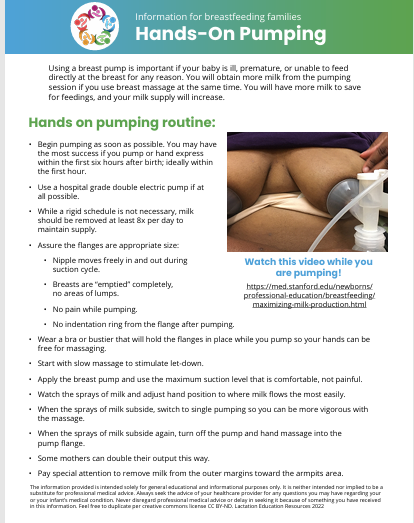 Information for breastfeeding families
Hands-On Pumping
Using a breast pump is important if your baby is ill, premature, or unable to feed
directly at the breast for any reason. You will obtain more milk from the pumping
session if you use breast massage at the same time. You will have more milk to save
for feedings, and your milk supply will increase.
Hands on pumping routine:
• Begin pumping as soon as possible. You may have
the most success if you pump or hand express
within the first six hours after birth; ideally within
the first hour.
• Use a hospital grade double electric pump if at
all possible.
• While a rigid schedule is not necessary, milk
should be removed at least 8x per day to
maintain supply.
• Assure the flanges are appropriate size:
• Nipple moves freely in and out during
suction cycle.
• Breasts are “emptied” completely,
no areas of lumps.
• No pain while pumping.
• No indentation ring from the flange after pumping.
Watch this video while you
are pumping!
https://med.stanford.edu/newborns/
professional-education/breastfeeding/
maximizing-milk-production.html
• Wear a bra or bustier that will hold the flanges in place while you pump so your hands can be
free for massaging.
• Start with slow massage to stimulate let-down.
• Apply the breast pump and use the maximum suction level that is comfortable, not painful.
• Watch the sprays of milk and adjust hand position to where milk flows the most easily.
• When the sprays of milk subside, switch to single pumping so you can be more vigorous with
the massage.
• When the sprays of milk subside again, turn off the pump and hand massage into the
pump flange.
• Some mothers can double their output this way.
• Pay special attention to remove milk from the outer margins toward the armpits area.
The information provided is intended solely for general educational and informational purposes only. It is neither intended nor implied to be a
substitute for professional medical advice. Always seek the advice of your healthcare provider for any questions you may have regarding your
or your infant's medical condition. Never disregard professional medical advice or delay in seeking it because of something you have received
in this information. Feel free to duplicate per creative commons license CC BY-ND. Lactation Education Resources 2022